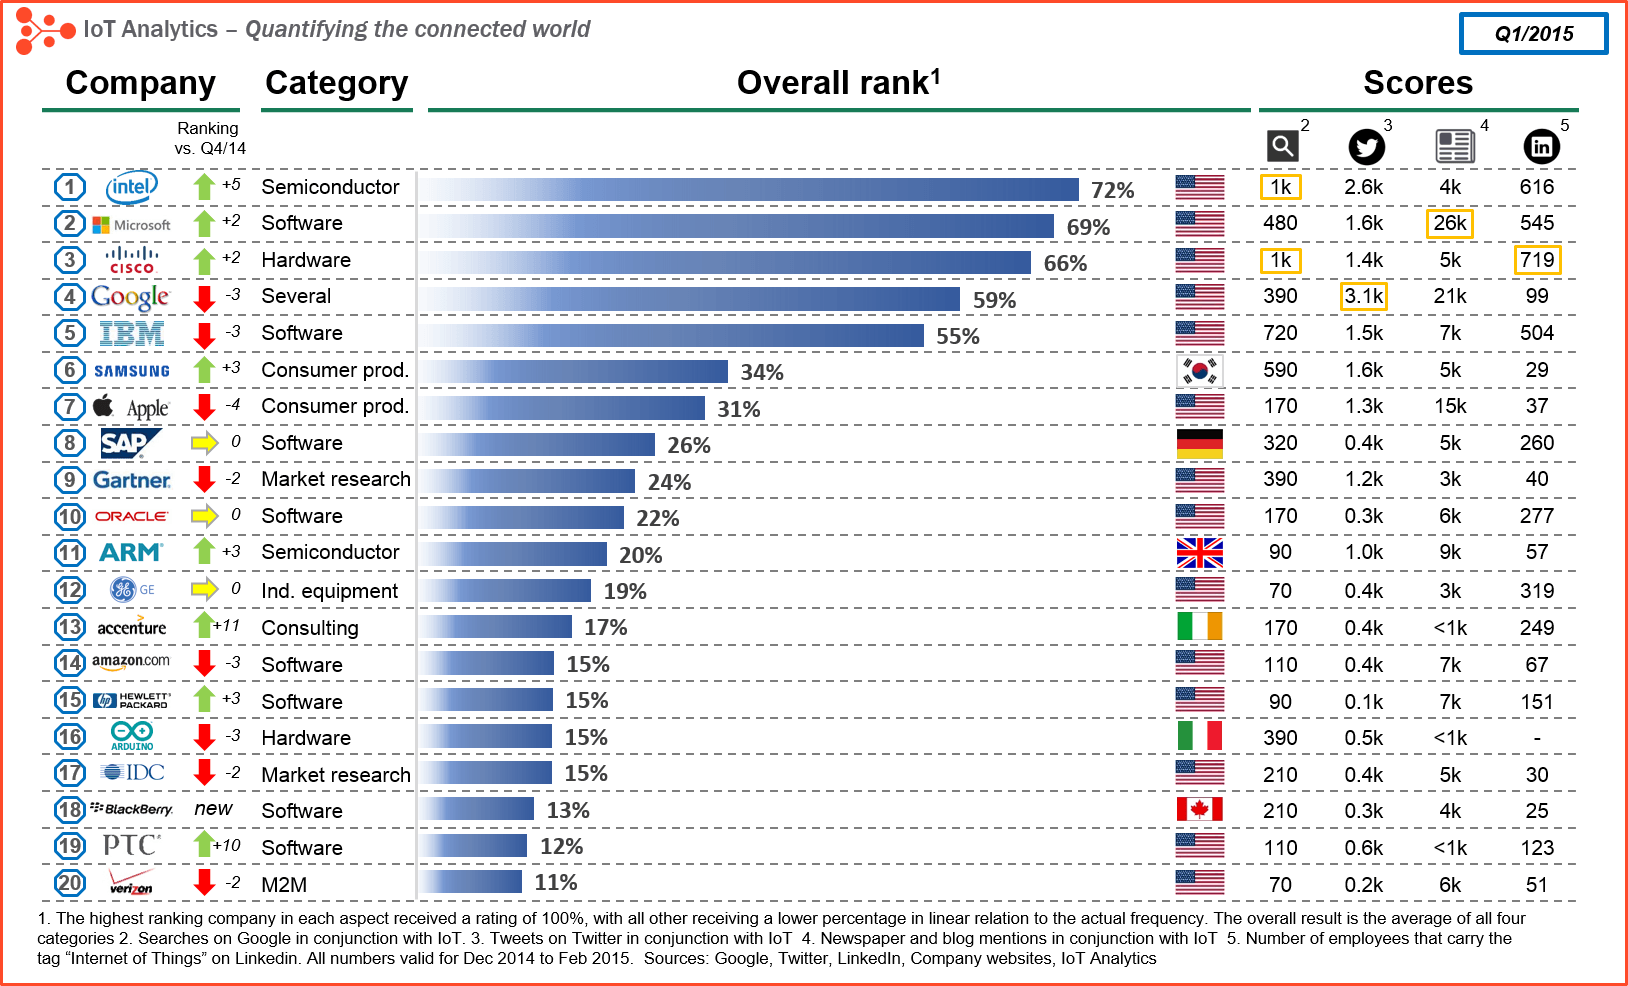 IoT Analytics – Quantifying the connected world
Q1/2015
Company Category Overall rank1 Scores
Ranking
vs. Q4/14
2 3 4 5
in
1 intel +5 Semiconductor 72% 1k 2.6k 4k 616
2 Microsoft +2 Software 69% 480 1.6k 26k 545
3 CISCO +2 Hardware 66% 1k 1.4k 5k 719
4 Google -3 Several 59% 390 3.1k 21k 99
5 IBM -3 Software 55% 720 1.5k 7k 504
6 SAMSUNG +3 Consumer prod. 34% 590 1.6k 5k 29
7 Apple -4 Consumer prod. 31% 170 1.3k 15k 37
8 SAP 0 Software 26% 320 0.4k 5k 260
9 Gartner -2 Market research 24% 390 1.2k 3k 40
10 ORACLE 0 Software 22% 170 0.3k 6k 277
11 ARM +3 Semiconductor 20% 90 1.0k 9k 57
12 GE GE 0 Ind. equipment 19% 70 0.4k 3k 319
13 accenture +11 Consulting 17% 170 0.4k <1k 249
14 amazon.com -3 Software 15% 110 0.4k 7k 67
15 hp HEWLETT PACKARD +3 Software 15% 90 0.1k 7k 151
16 ARDUINO -3 Hardware 15% 390 0.5k <1k -
17 IDC -2 Market research 15% 210 0.4k 5k 30
18 BlackBerry. new Software 13% 210 0.3k 4k 25
19 PTC +10 Software 12% 110 0.6k <1k 123
20 verizon -2 M2M 11% 70 0.2k 6k 51
1. The highest ranking company in each aspect received a rating of 100%, with all other receiving a lower percentage in linear relation to the actual frequency. The overall result is the average of all four
categories 2. Searches on Google in conjunction with IoT. 3. Tweets on Twitter in conjunction with IoT 4. Newspaper and blog mentions in conjunction with IoT 5. Number of employees that carry the
tag “Internet of Things” on Linkedin. All numbers valid for Dec 2014 to Feb 2015. Sources: Google, Twitter, LinkedIn, Company websites, IoT Analytics